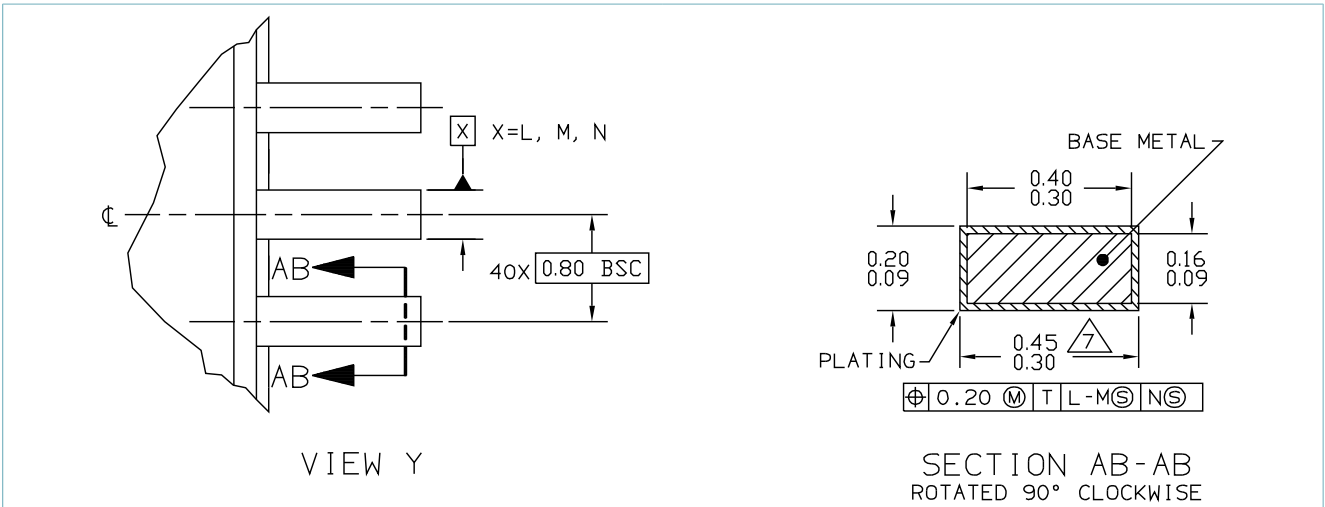 X X=L, M, N
℄
40X 0.80 BSC
AB
AB
VIEW Y
BASE METAL
0.40
0.30
0.20
0.09
0.16
0.09
PLATING
0.45
0.30
7
⌖ 0.20 Ⓜ T L-MⓈ NⓈ
SECTION AB-AB
ROTATED 90° CLOCKWISE